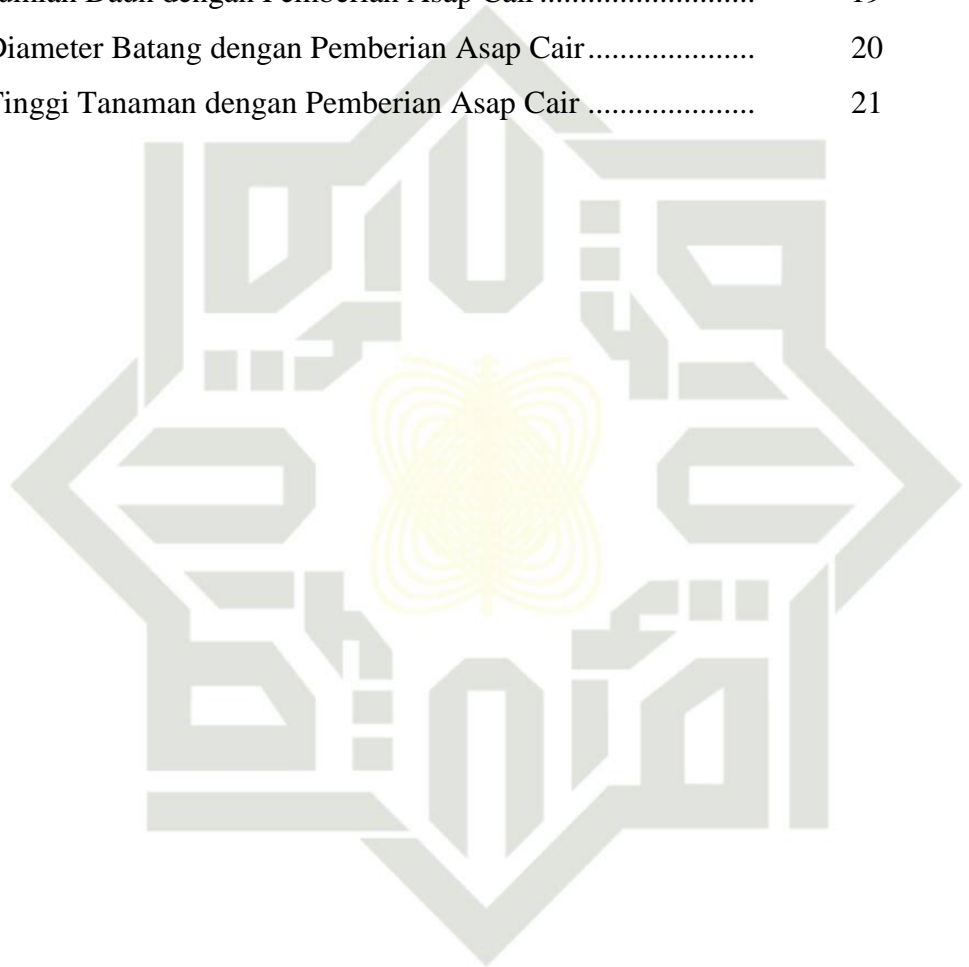 Daun dengan Pemberian Asap Cair ........................... 19
Diameter Batang dengan Pemberian Asap Cair ..................... 20
Tinggi Tanaman dengan Pemberian Asap Cair ..................... 21